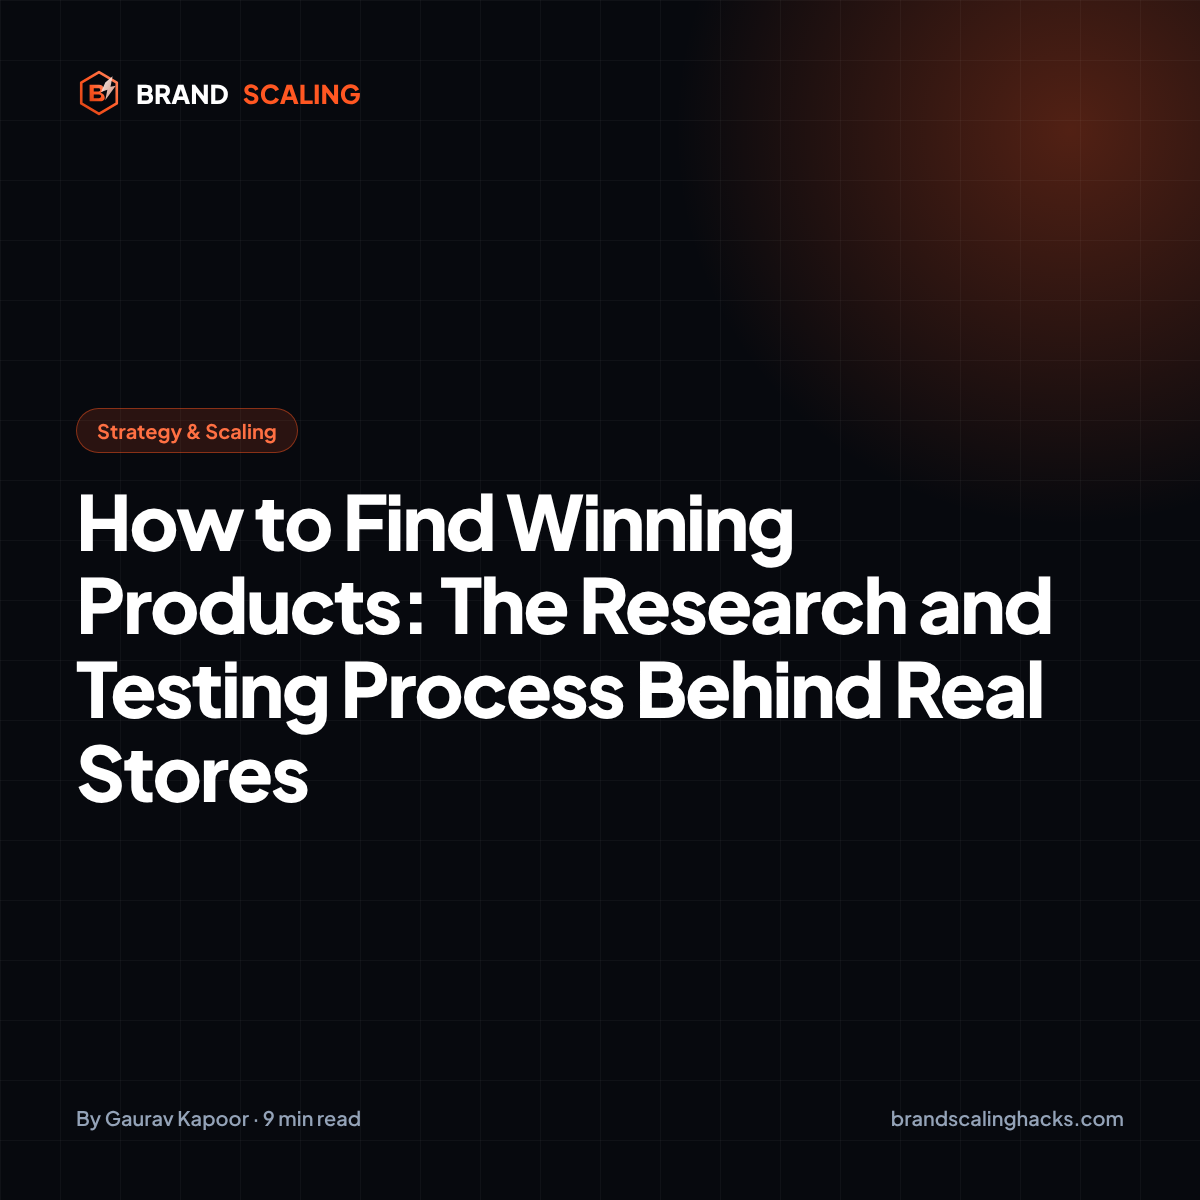 BRAND SCALING
Strategy & Scaling
How to Find Winning
Products: The Research and
Testing Process Behind Real
Stores
By Gaurav Kapoor · 9 min read
brandscalinghacks.com